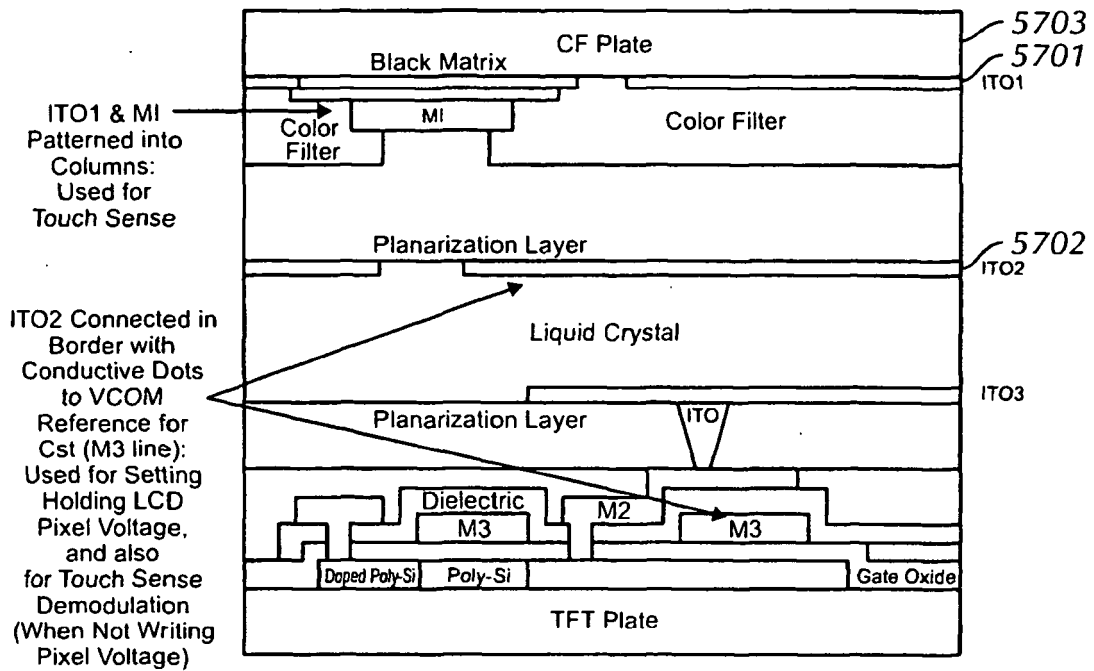 CF Plate
5703
Black Matrix
5701
ITO1
ITO1 & MI
Patterned into
Columns:
Used for
Touch Sense
MI
Color
Filter
Color Filter
Planarization Layer
5702
ITO2
ITO2 Connected in
Border with
Conductive Dots
to VCOM
Reference for
Cst (M3 line):
Used for Setting
Holding LCD
Pixel Voltage,
and also
for Touch Sense
Demodulation
(When Not Writing
Pixel Voltage)
Liquid Crystal
ITO3
Planarization Layer
ITO
Dielectric
M2
M3
M3
Doped Poly-Si
Poly-Si
Gate Oxide
TFT Plate